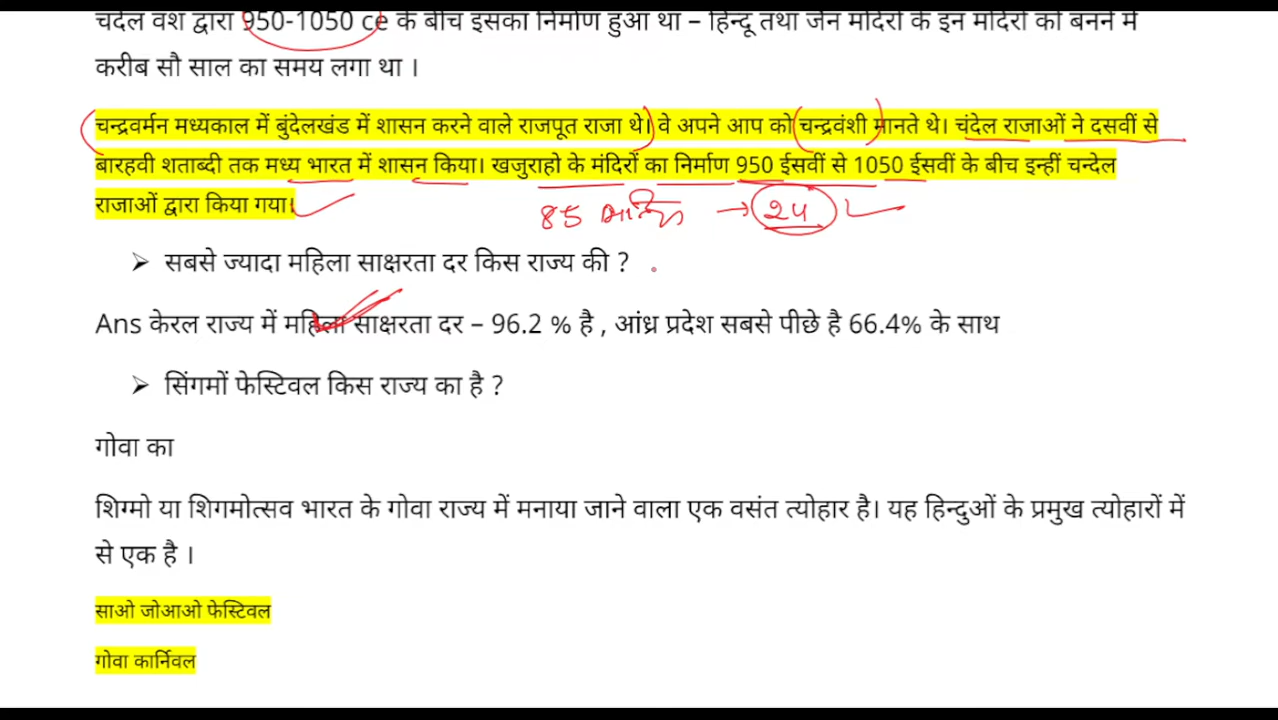 चंदेल वंश द्वारा 950-1050 ce के बीच इसका निर्माण हुआ था – हिन्दू तथा जैन मंदिरों के इन मंदिरों को बनने में
करीब सौ साल का समय लगा था ।
चन्द्रवर्मन मध्यकाल में बुंदेलखंड में शासन करने वाले राजपूत राजा थे। वे अपने आप को चन्द्रवंशी मानते थे। चंदेल राजाओं ने दसवीं से
बारहवी शताब्दी तक मध्य भारत में शासन किया। खजुराहो के मंदिरों का निर्माण 950 ईसवीं से 1050 ईसवीं के बीच इन्हीं चन्देल
राजाओं द्वारा किया गया।
85 → 24
➢ सबसे ज्यादा महिला साक्षरता दर किस राज्य की ?
Ans केरल राज्य में महिला साक्षरता दर – 96.2 % है , आंध्र प्रदेश सबसे पीछे है 66.4% के साथ
➢ सिंगमों फेस्टिवल किस राज्य का है ?
गोवा का
शिग्मो या शिगमोत्सव भारत के गोवा राज्य में मनाया जाने वाला एक वसंत त्योहार है। यह हिन्दुओं के प्रमुख त्योहारों में
से एक है ।
साओ जोआओ फेस्टिवल
गोवा कार्निवल